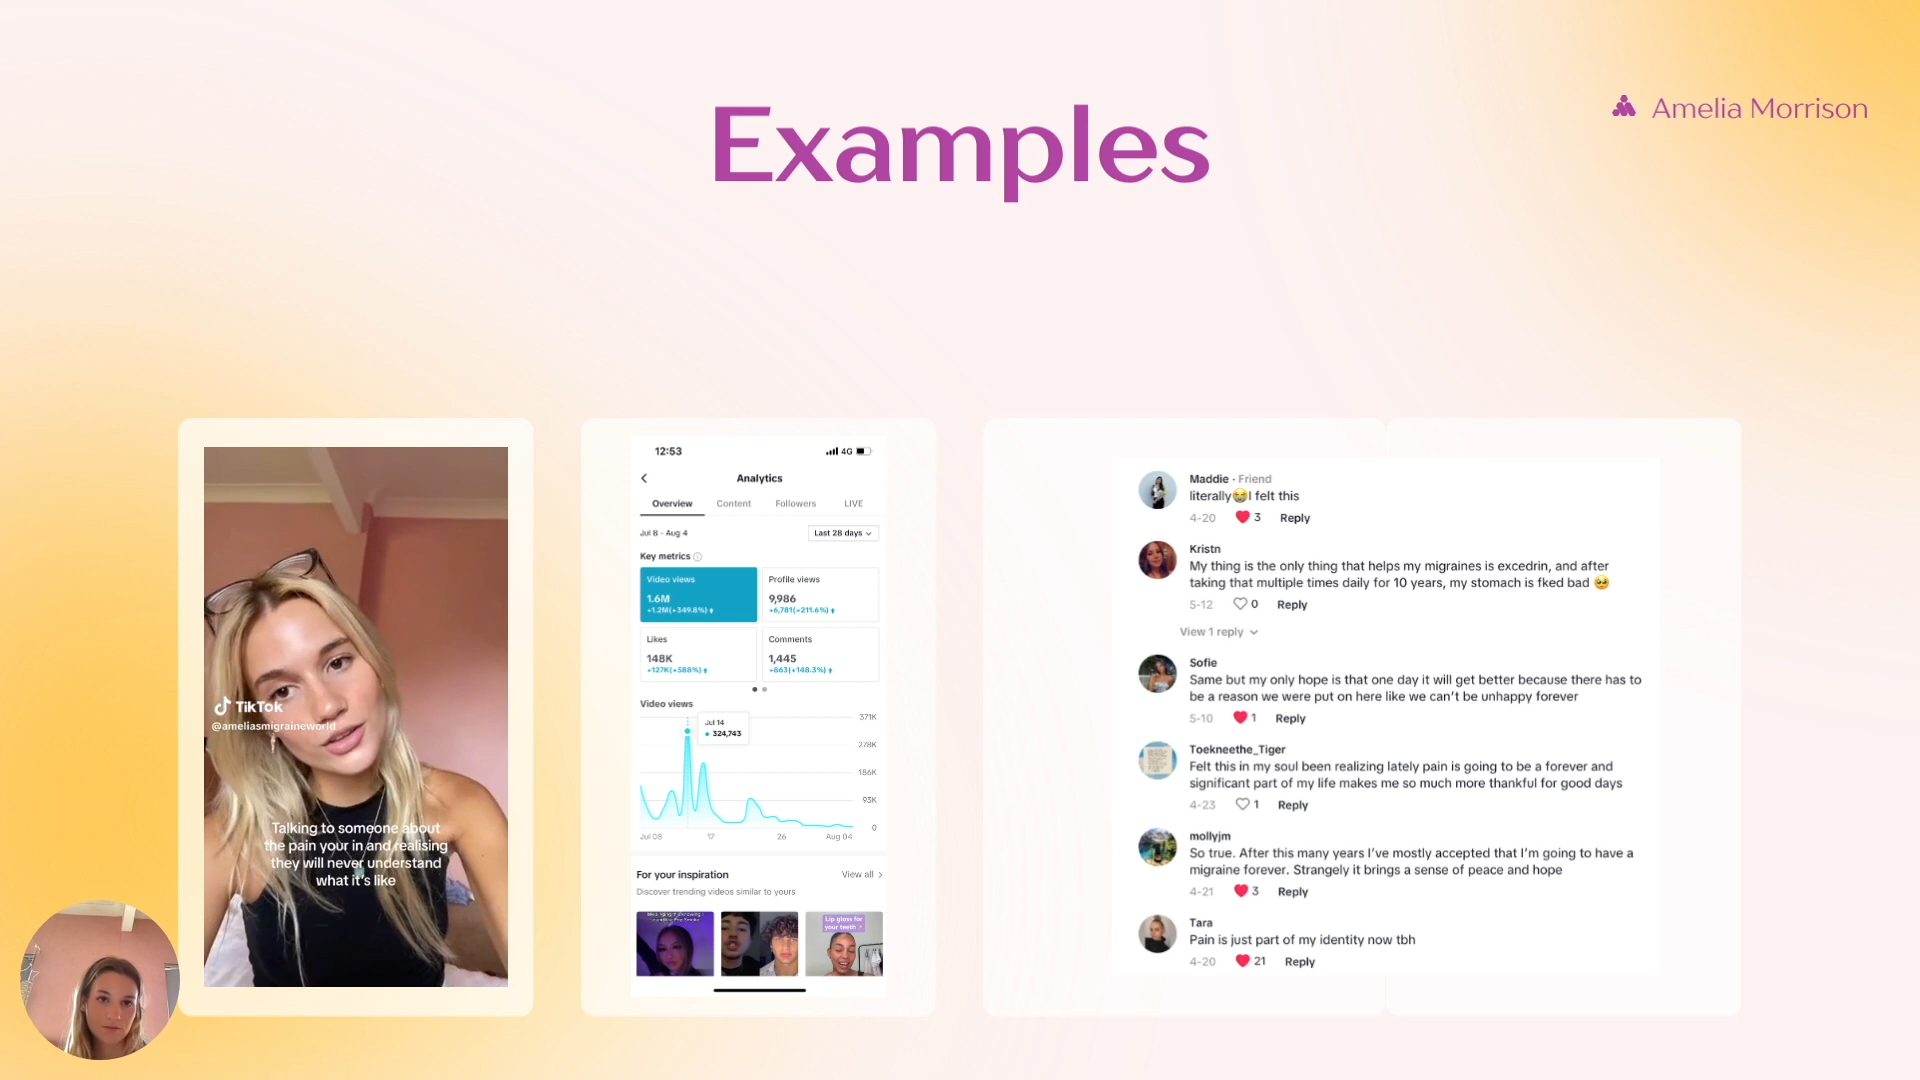 Examples
Amelia Morrison
TikTok
@ameliasmigraineworld
Talking to someone about
the pain your in and realising
they will never understand
what it's like
12:53
4G
Analytics
Overview Content Followers LIVE
Jul 8 - Aug 4 Last 28 days
Key metrics
Video views
1.6M
+1.2M(+349.8%)
Profile views
9,986
+6,781(+211.6%)
Likes
148K
+127K(+588%)
Comments
1,445
+863(+148.3%)
Video views
Jul 14
324,743
371K
278K
186K
93K
0
Jul 08 17 26 Aug 04
For your inspiration View all
Discover trending videos similar to yours
Lip gloss for
your teeth
Maddie · Friend
literally😭I felt this
4-20 3 Reply
Kristn
My thing is the only thing that helps my migraines is excedrin, and after
taking that multiple times daily for 10 years, my stomach is fked bad 🥺
5-12 0 Reply
View 1 reply
Sofie
Same but my only hope is that one day it will get better because there has to
be a reason we were put on here like we can't be unhappy forever
5-10 1 Reply
Toekneethe_Tiger
Felt this in my soul been realizing lately pain is going to be a forever and
significant part of my life makes me so much more thankful for good days
4-23 1 Reply
mollyjm
So true. After this many years I've mostly accepted that I'm going to have a
migraine forever. Strangely it brings a sense of peace and hope
4-21 3 Reply
Tara
Pain is just part of my identity now tbh
4-20 21 Reply